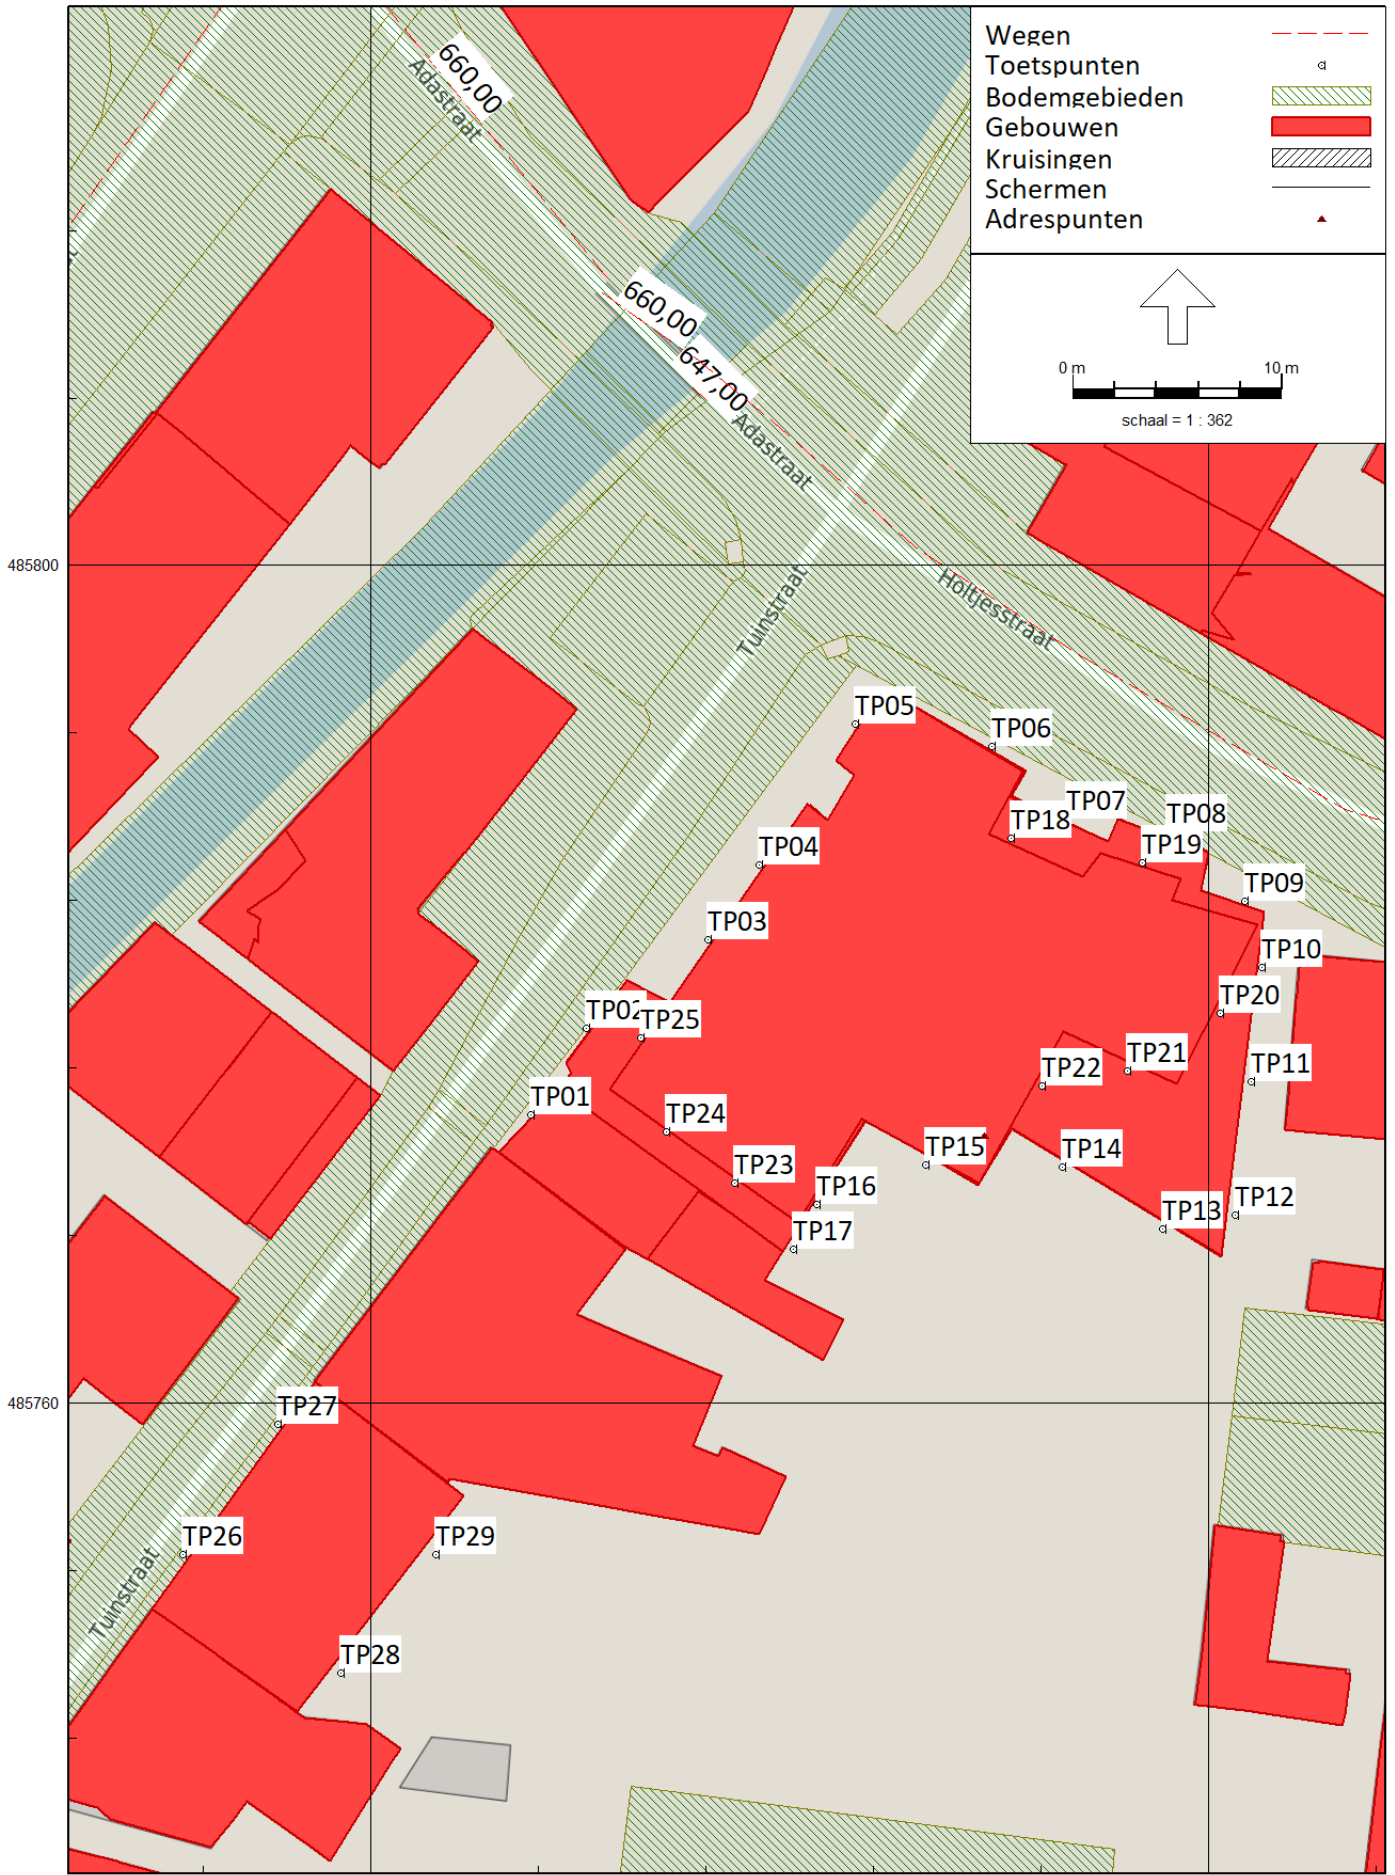 Wegen
Toetspunten
Bodemgebieden
Gebouwen
Kruisingen
Schermen
Adrespunten
0 m
10 m
schaal = 1 : 362
660,00
Adastraat
660,00
647,00
Adastraat
485800
Tuinstraat
Holtjesstraat
TP05
TP06
TP07
TP08
TP18
TP19
TP04
TP09
TP03
TP10
TP20
TP02
TP25
TP21
TP22
TP11
TP01
TP24
TP15
TP14
TP23
TP16
TP12
TP13
TP17
485760
TP27
TP26
TP29
Tuinstraat
TP28